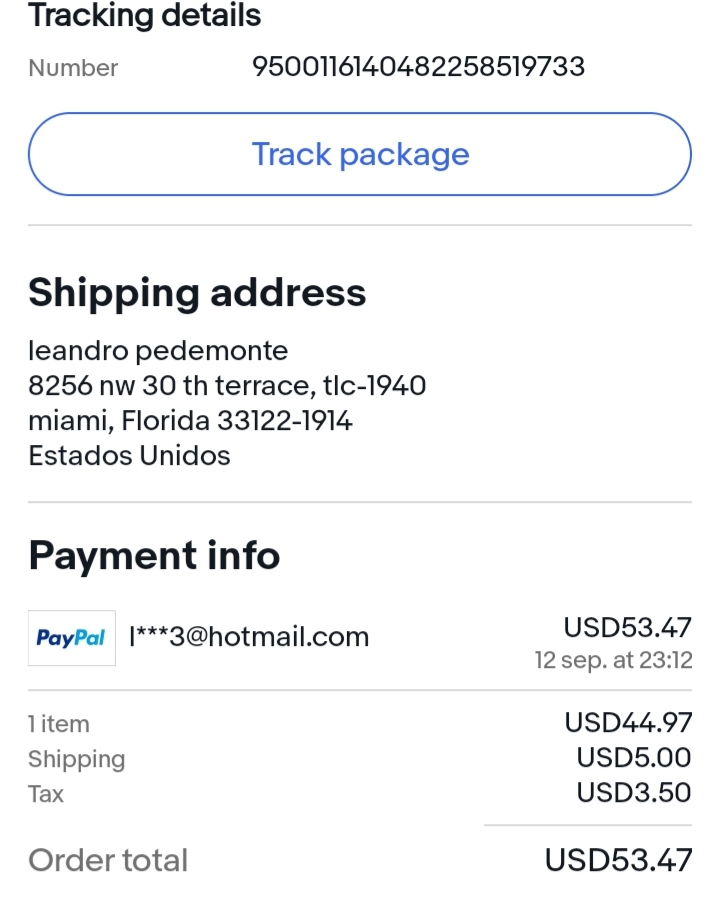 Tracking details
Number 9500116140482258519733
Track package
Shipping address
leandro pedemonte
8256 nw 30 th terrace, tlc-1940
miami, Florida 33122-1914
Estados Unidos
Payment info
PayPal l***3@hotmail.com USD53.47
12 sep. at 23:12
1 item USD44.97
Shipping USD5.00
Tax USD3.50
Order total USD53.47